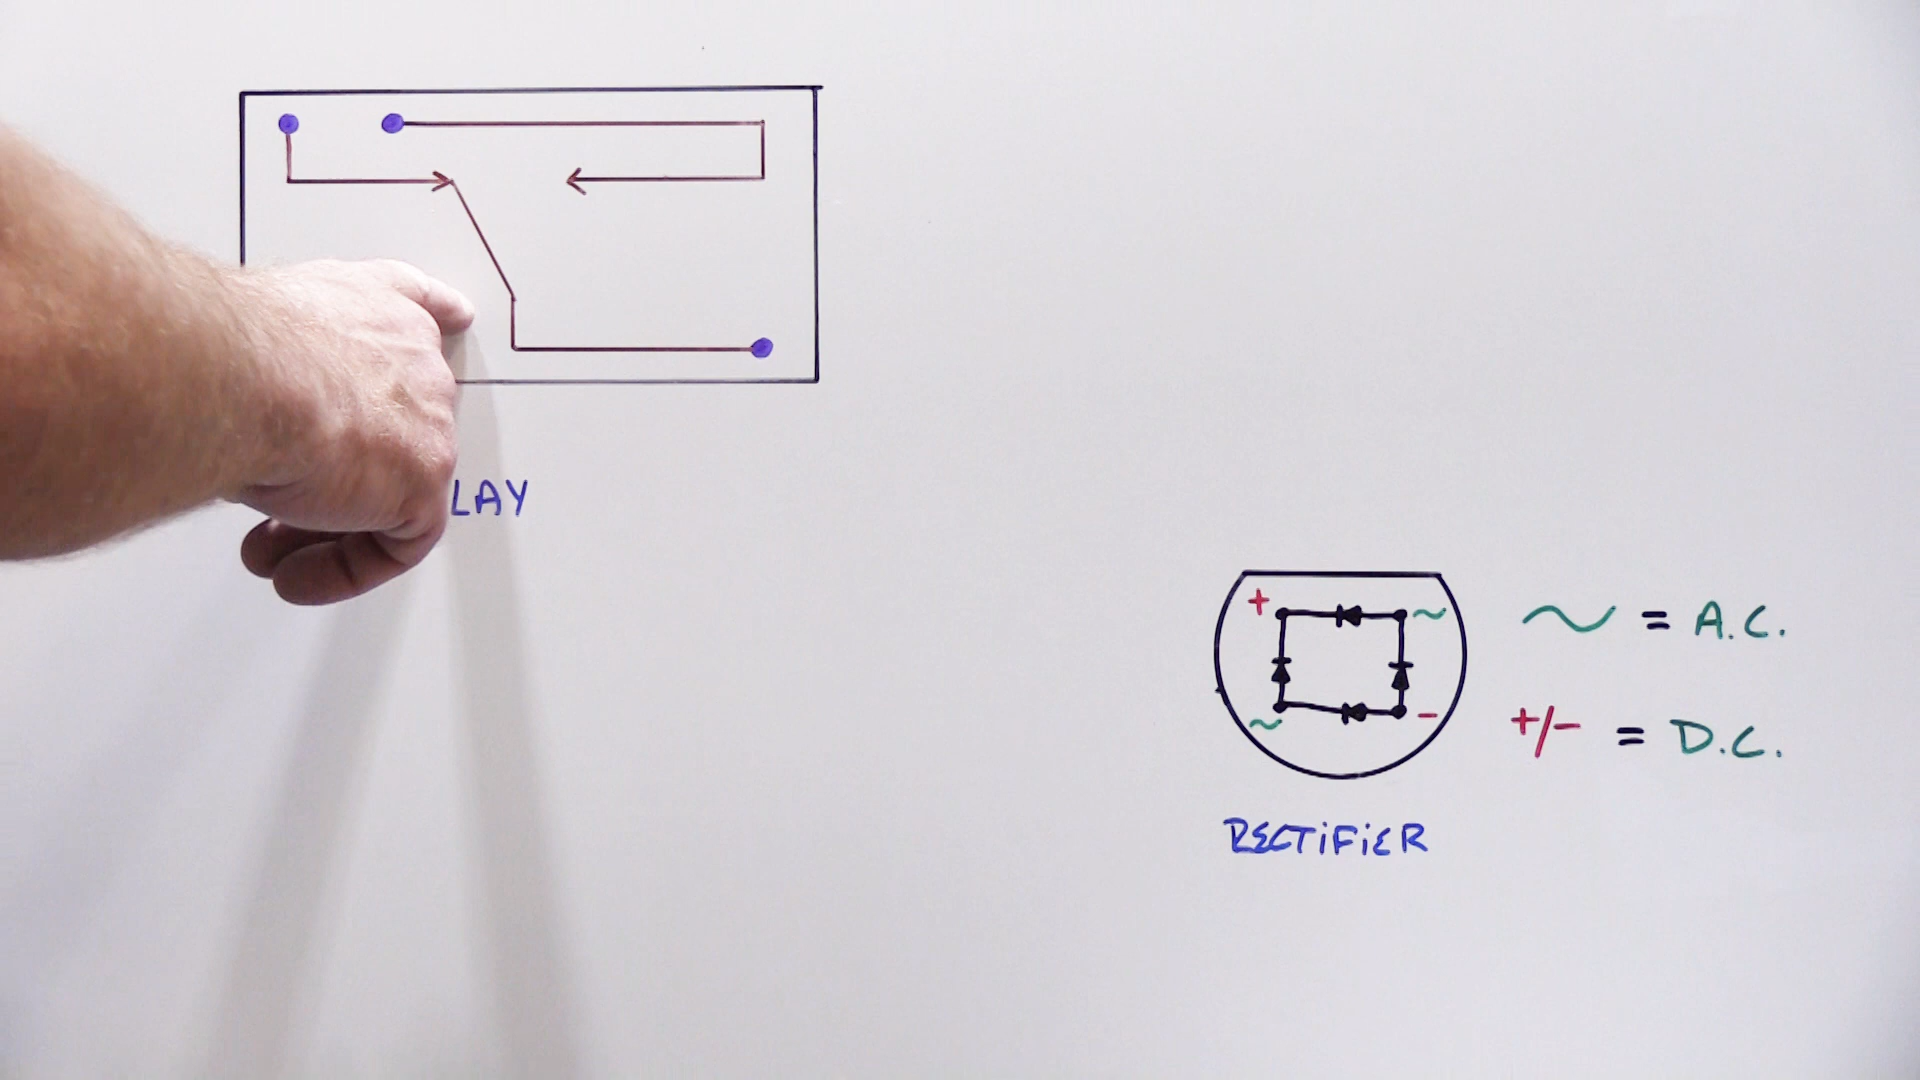 LAY
+ ~
~ -
~ = A.C.
+/- = D.C.
RECTiFiER